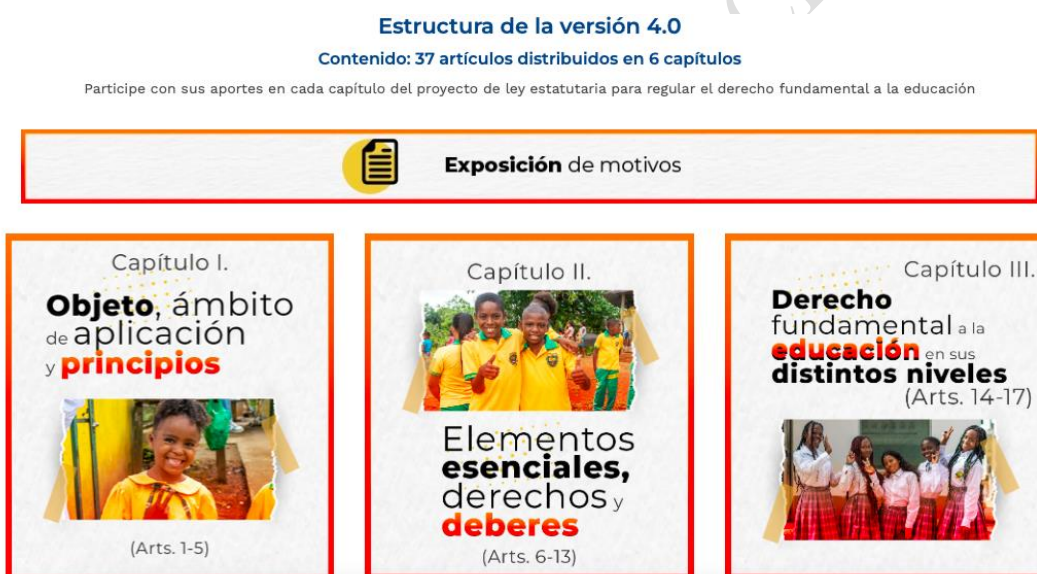 Estructura de la versión 4.0
Contenido: 37 artículos distribuidos en 6 capítulos
Participe con sus aportes en cada capítulo del proyecto de ley estatutaria para regular el derecho fundamental a la educación
Exposición de motivos
Capítulo I.
Objeto, ámbito
de aplicación
y principios
(Arts. 1-5)
Capítulo II.
Elementos
esenciales,
derechos y
deberes
(Arts. 6-13)
Capítulo III.
Derecho
fundamental a la
educación en sus
distintos niveles
(Arts. 14-17)